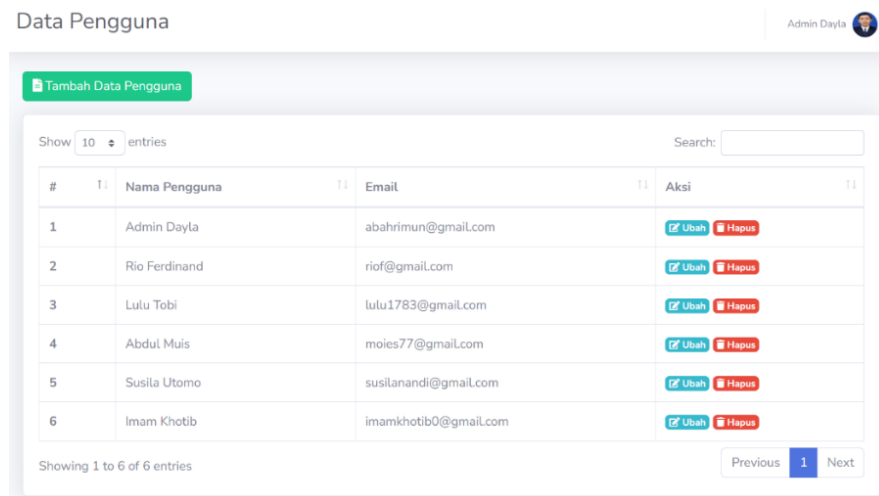 Data Pengguna
Admin Dayla
Tambah Data Pengguna
Show 10 entries
Search:
# Nama Pengguna Email Aksi
1 Admin Dayla abahrimun@gmail.com Ubah Hapus
2 Rio Ferdinand riof@gmail.com Ubah Hapus
3 Lulu Tobi lulu1783@gmail.com Ubah Hapus
4 Abdul Muis moies77@gmail.com Ubah Hapus
5 Susila Utomo susilanandi@gmail.com Ubah Hapus
6 Imam Khotib imamkhotib0@gmail.com Ubah Hapus
Showing 1 to 6 of 6 entries
Previous 1 Next